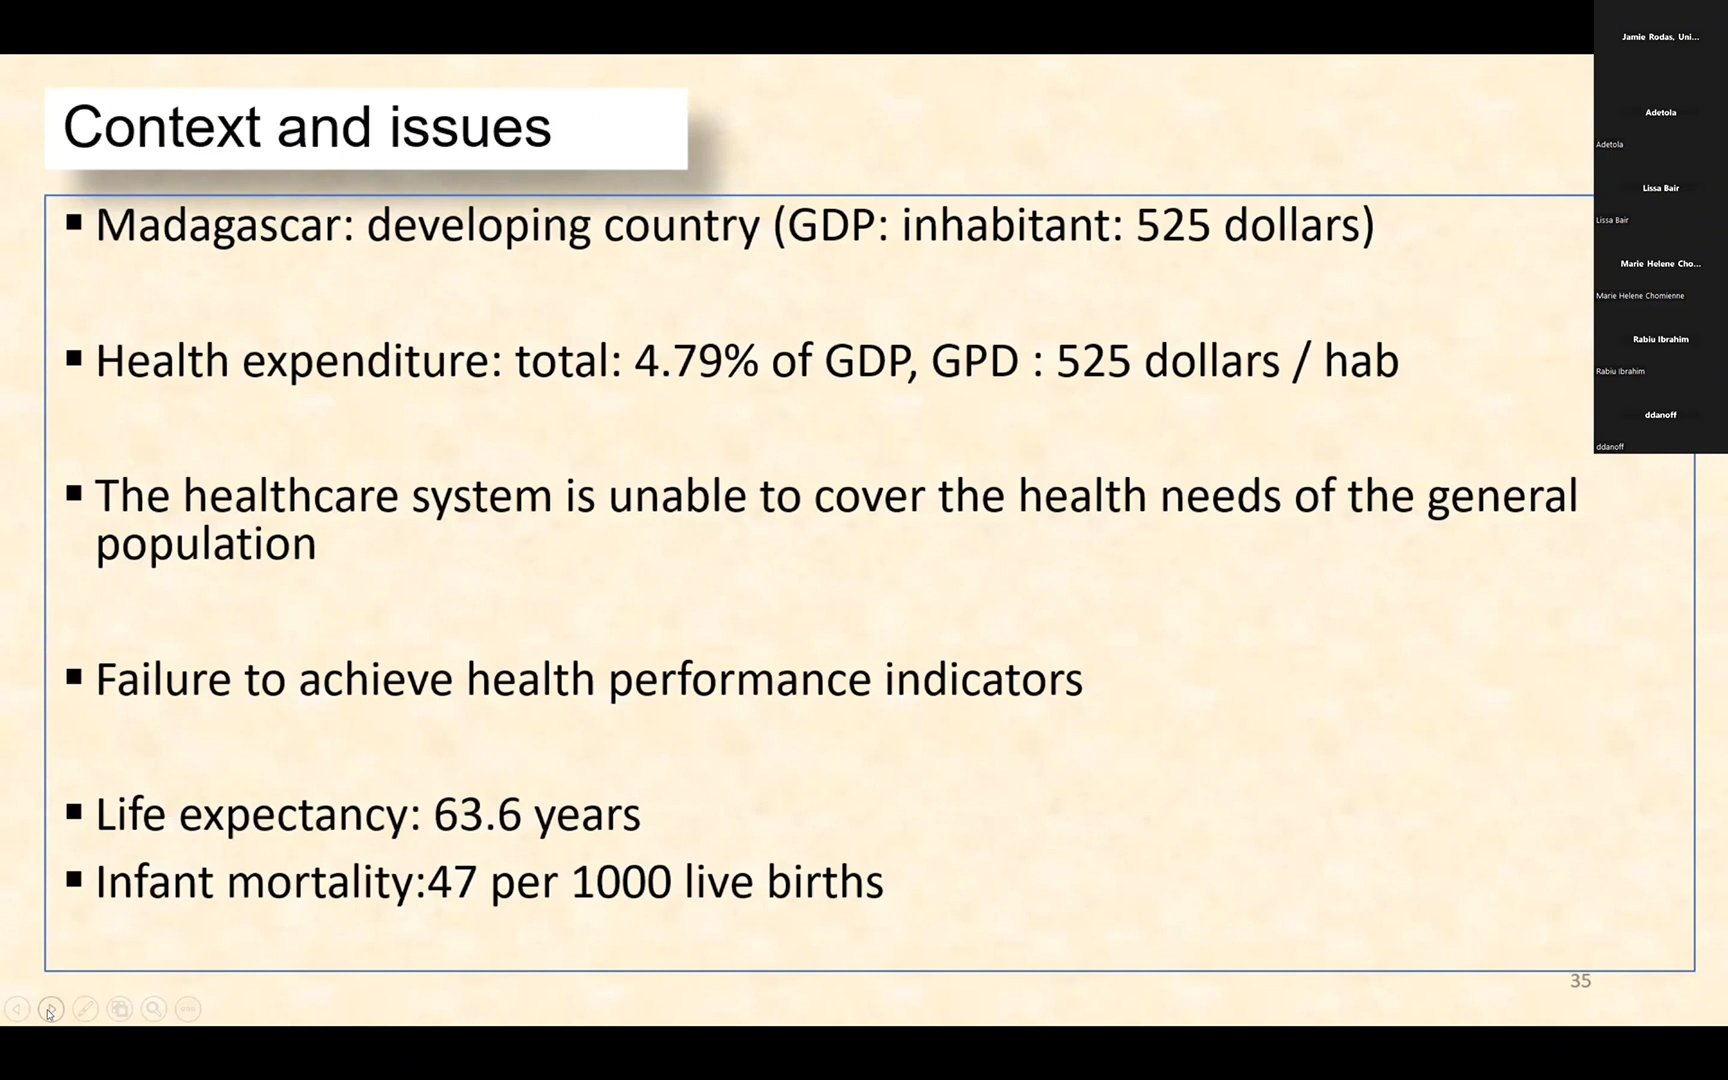 Context and issues
Madagascar: developing country (GDP: inhabitant: 525 dollars)
Health expenditure: total: 4.79% of GDP, GPD : 525 dollars / hab
The healthcare system is unable to cover the health needs of the general
population
Failure to achieve health performance indicators
Life expectancy: 63.6 years
Infant mortality:47 per 1000 live births
35
Jamie Rodas, Uni...
Adetola
Adetola
Lissa Bair
Lissa Bair
Marie Helene Cho...
Marie Helene Chomienne
Rabiu Ibrahim
Rabiu Ibrahim
ddanoff
ddanoff